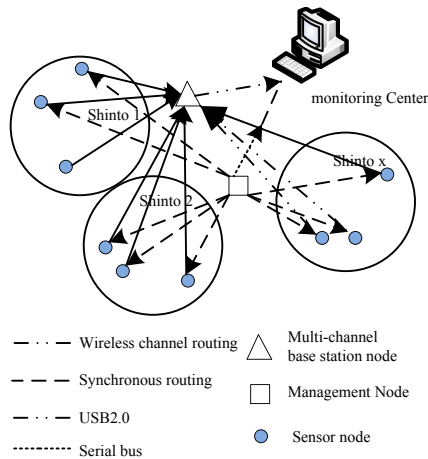 monitoring Center
Shinto 1
Shinto x
Shinto 2
Wireless channel routing
Multi-channel
base station node
Synchronous routing
Management Node
USB2.0
Sensor node
Serial bus